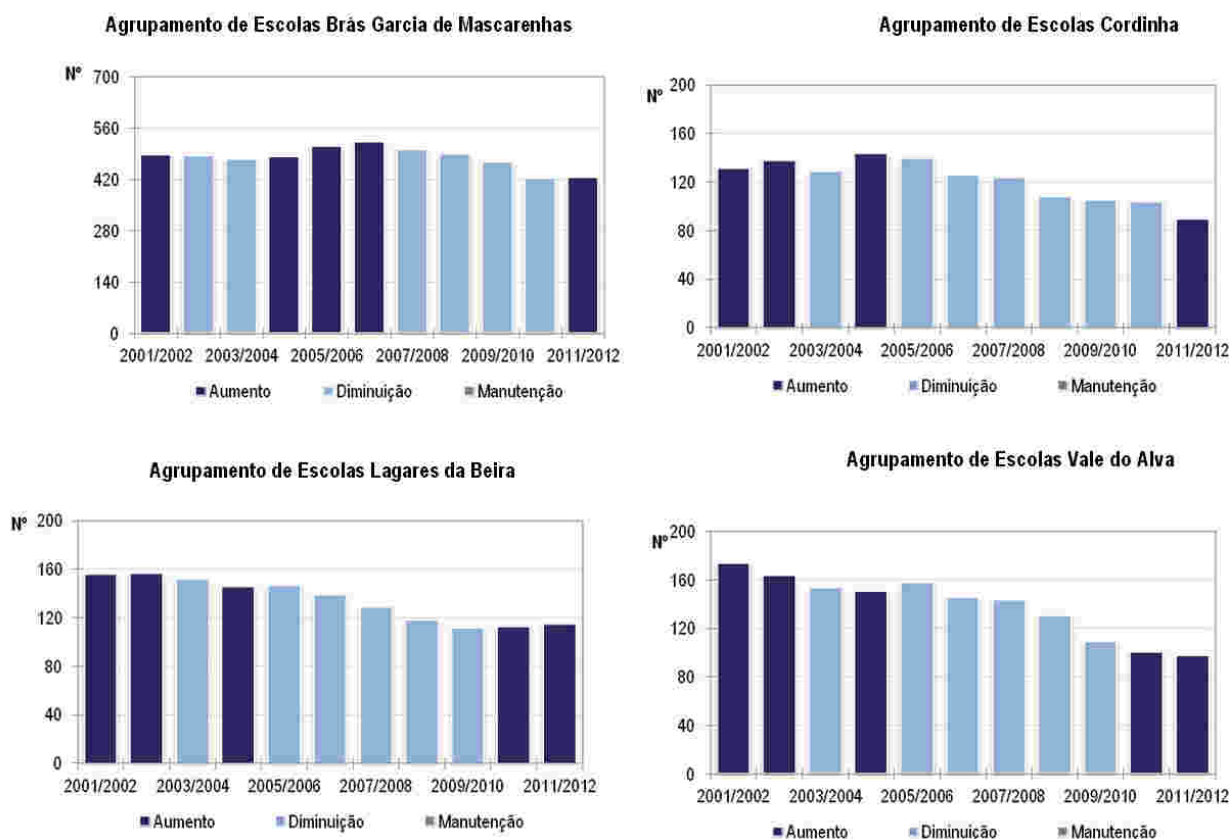 Agrupamento de Escolas Brás Garcia de Mascarenhas
Nº
700
560
420
280
140
0
2001/2002 2003/2004 2005/2006 2007/2008 2009/2010 2011/2012
Aumento Diminuição Manutenção
Agrupamento de Escolas Cordinha
Nº
200
160
120
80
40
0
2001/2002 2003/2004 2005/2006 2007/2008 2009/2010 2011/2012
Aumento Diminuição Manutenção
Agrupamento de Escolas Lagares da Beira
Nº
200
160
120
80
40
0
2001/2002 2003/2004 2005/2006 2007/2008 2009/2010 2011/2012
Aumento Diminuição Manutenção
Agrupamento de Escolas Vale do Alva
Nº
200
160
120
80
40
0
2001/2002 2003/2004 2005/2006 2007/2008 2009/2010 2011/2012
Aumento Diminuição Manutenção